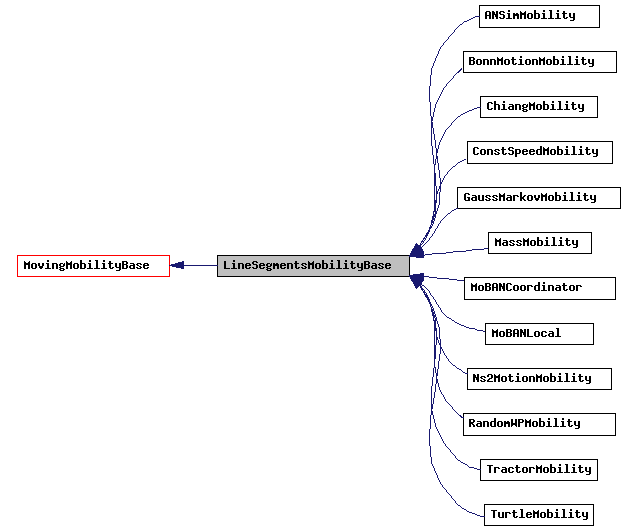 ANSimMobility
BonnMotionMobility
ChiangMobility
ConstSpeedMobility
GaussMarkovMobility
MassMobility
MovingMobilityBase
LineSegmentsMobilityBase
MoBANCoordinator
MoBANLocal
Ns2MotionMobility
RandomWPMobility
TractorMobility
TurtleMobility